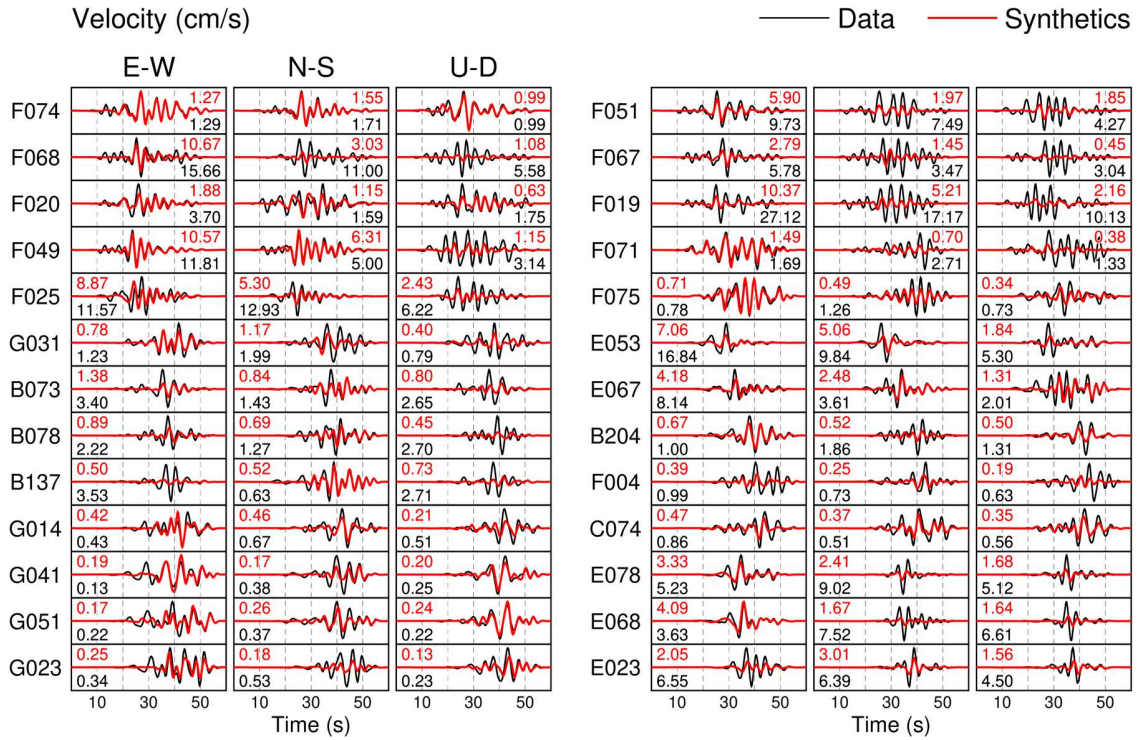 Velocity (cm/s)
Data Synthetics
E-W N-S U-D
F074 1.27 1.29 1.55 1.71 0.99 0.99
F068 10.67 15.66 3.03 11.00 1.08 5.58
F020 1.88 3.70 1.15 1.59 0.63 1.75
F049 10.57 11.81 6.31 5.00 1.15 3.14
F025 8.87 11.57 5.30 12.93 2.43 6.22
G031 0.78 1.23 1.17 1.99 0.40 0.79
B073 1.38 3.40 0.84 1.43 0.80 2.65
B078 0.89 2.22 0.69 1.27 0.45 2.70
B137 0.50 3.53 0.52 0.63 0.73 2.71
G014 0.42 0.43 0.46 0.67 0.21 0.51
G041 0.19 0.13 0.17 0.38 0.20 0.25
G051 0.17 0.22 0.26 0.37 0.24 0.22
G023 0.25 0.34 0.18 0.53 0.13 0.23
10 30 50 10 30 50 10 30 50
Time (s)
F051 5.90 9.73 1.97 7.49 1.85 4.27
F067 2.79 5.78 1.45 3.47 0.45 3.04
F019 10.37 27.12 5.21 17.17 2.16 10.13
F071 1.49 1.69 0.70 2.71 0.38 1.33
F075 0.71 0.78 0.49 1.26 0.34 0.73
E053 7.06 16.84 5.06 9.84 1.84 5.30
E067 4.18 8.14 2.48 3.61 1.31 2.01
B204 0.67 1.00 0.52 1.86 0.50 1.31
F004 0.39 0.99 0.25 0.73 0.19 0.63
C074 0.47 0.86 0.37 0.51 0.35 0.56
E078 3.33 5.23 2.41 9.02 1.68 5.12
E068 4.09 3.63 1.67 7.52 1.64 6.61
E023 2.05 6.55 3.01 6.39 1.56 4.50
10 30 50 10 30 50 10 30 50
Time (s)